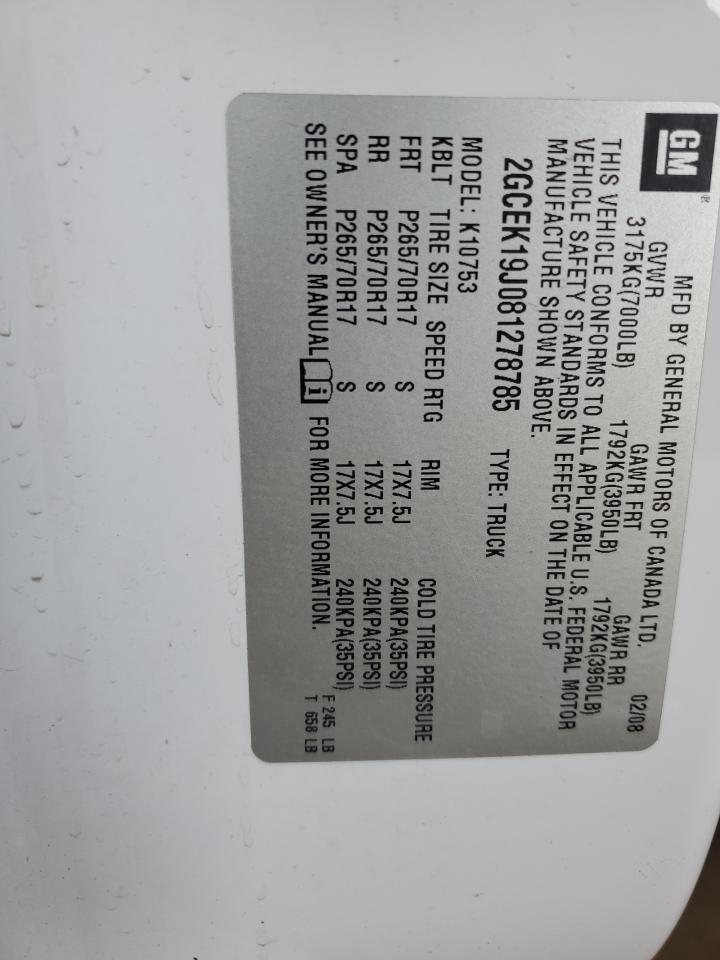 GM®
MFD BY GENERAL MOTORS OF CANADA LTD. 02/08
GVWR GAWR FRT GAWR RR
3175KG(7000LB) 1792KG(3950LB) 1792KG(3950LB)
THIS VEHICLE CONFORMS TO ALL APPLICABLE U.S. FEDERAL MOTOR
VEHICLE SAFETY STANDARDS IN EFFECT ON THE DATE OF
MANUFACTURE SHOWN ABOVE.
2GCEK19J081278785 TYPE: TRUCK
MODEL: K10753
KBLT TIRE SIZE SPEED RTG RIM COLD TIRE PRESSURE
FRT P265/70R17 S 17X7.5J 240KPA(35PSI)
RR P265/70R17 S 17X7.5J 240KPA(35PSI)
SPA P265/70R17 S 17X7.5J 240KPA(35PSI)
SEE OWNER'S MANUAL i FOR MORE INFORMATION.
F 245 LB
T 658 LB